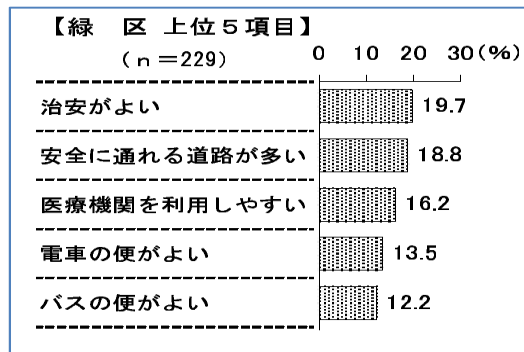 【緑　区 上位５項目】
（ｎ＝229） 0 10 20 30(%)
治安がよい 19.7
安全に通れる道路が多い 18.8
医療機関を利用しやすい 16.2
電車の便がよい 13.5
バスの便がよい 12.2